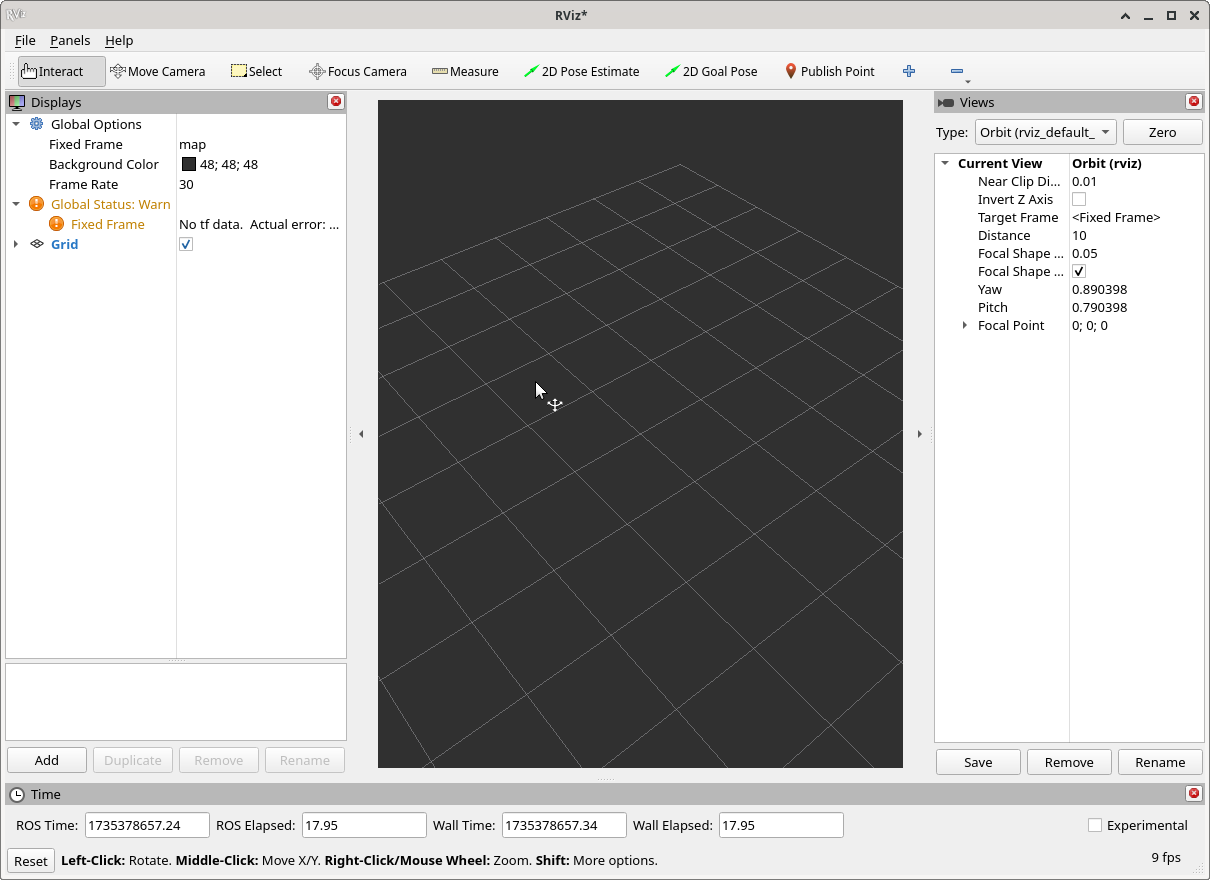 RViz
RViz*
File Panels Help
Interact Move Camera Select Focus Camera Measure 2D Pose Estimate 2D Goal Pose Publish Point
Displays
Global Options
Fixed Frame map
Background Color 48; 48; 48
Frame Rate 30
Global Status: Warn
Fixed Frame No tf data.  Actual error: ...
Grid
Add Duplicate Remove Rename
Views
Type: Orbit (rviz_default_ Zero
Current View Orbit (rviz)
Near Clip Di... 0.01
Invert Z Axis
Target Frame <Fixed Frame>
Distance 10
Focal Shape ... 0.05
Focal Shape ...
Yaw 0.890398
Pitch 0.790398
Focal Point 0; 0; 0
Save Remove Rename
Time
ROS Time: 1735378657.24 ROS Elapsed: 17.95 Wall Time: 1735378657.34 Wall Elapsed: 17.95 Experimental
Reset Left-Click: Rotate. Middle-Click: Move X/Y. Right-Click/Mouse Wheel: Zoom. Shift: More options. 9 fps